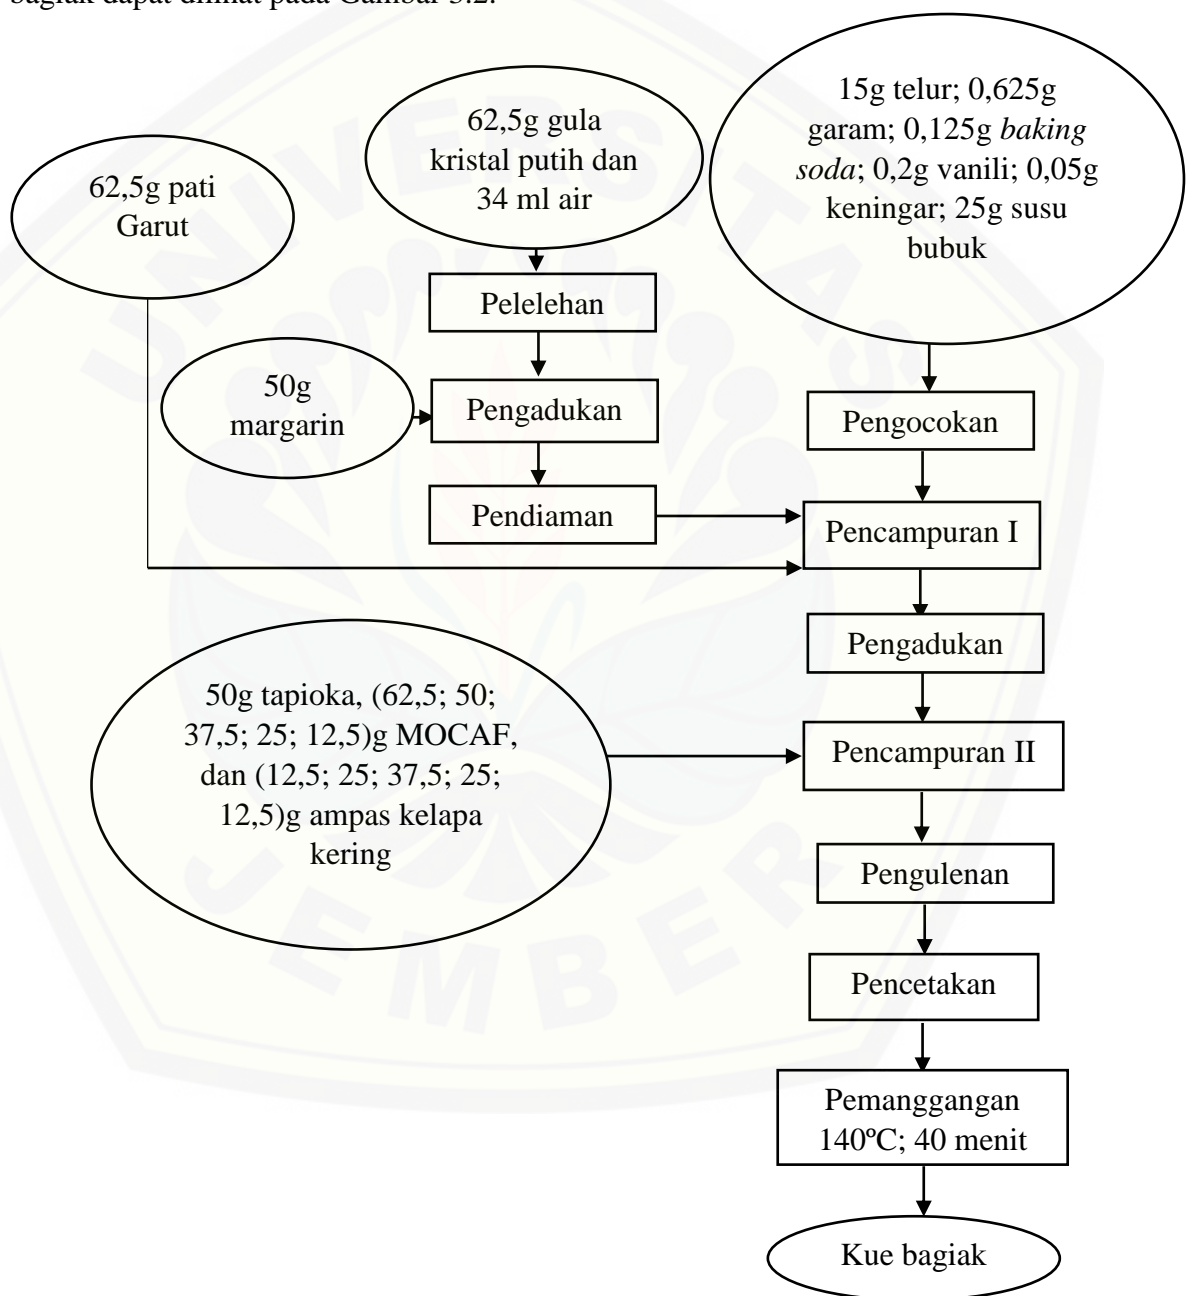 bagiak dapat dilihat pada Gambar 3.2.
15g telur; 0,625g
garam; 0,125g baking
soda; 0,2g vanili; 0,05g
keningar; 25g susu
bubuk
62,5g gula
kristal putih dan
34 ml air
62,5g pati
Garut
Pelelehan
50g
margarin
Pengadukan
Pengocokan
Pendiaman
Pencampuran I
Pengadukan
50g tapioka, (62,5; 50;
37,5; 25; 12,5)g MOCAF,
dan (12,5; 25; 37,5; 25;
12,5)g ampas kelapa
kering
Pencampuran II
Pengulenan
Pencetakan
Pemanggangan
140ºC; 40 menit
Kue bagiak
UNIVERSITAS
JEMBER